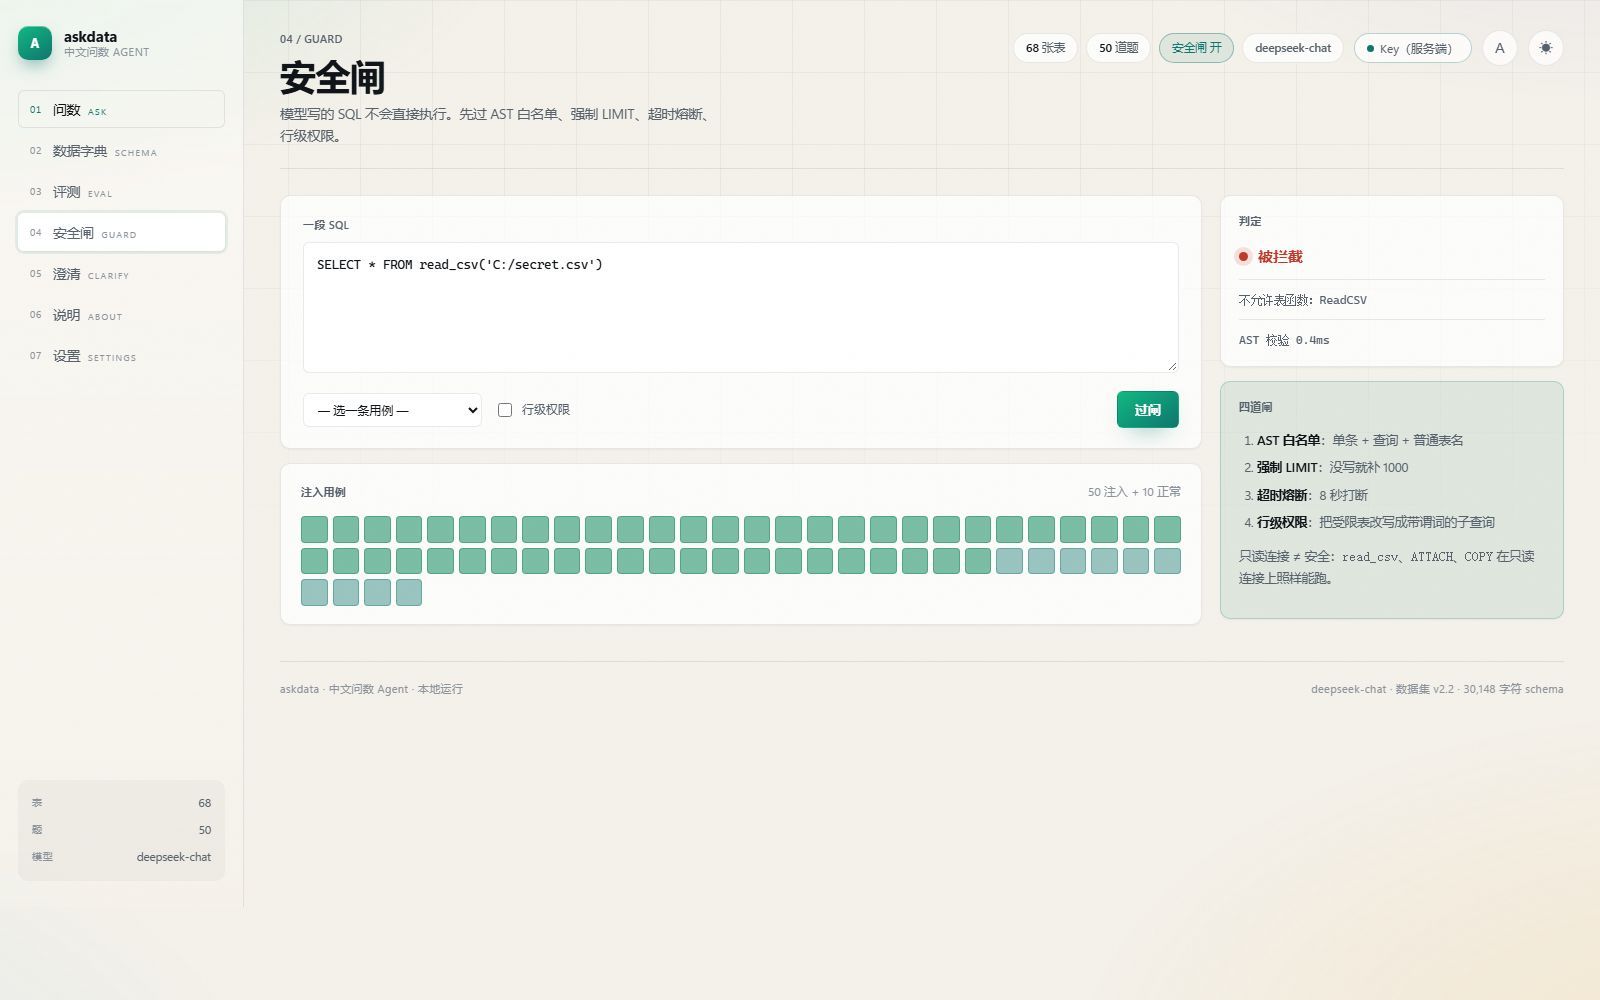 A
askdata
中文问数 AGENT
01 问数 ASK
02 数据字典 SCHEMA
03 评测 EVAL
04 安全闸 GUARD
05 澄清 CLARIFY
06 说明 ABOUT
07 设置 SETTINGS
表 68
题 50
模型 deepseek-chat
04 / GUARD
安全闸
模型写的 SQL 不会直接执行。先过 AST 白名单、强制 LIMIT、超时熔断、
行级权限。
68 张表
50 道题
安全闸 开
deepseek-chat
Key（服务端）
A
一段 SQL
SELECT * FROM read_csv('C:/secret.csv')
— 选一条用例 —
行级权限
过闸
注入用例
50 注入 + 10 正常
判定
被拦截
不允许表函数: ReadCSV
AST 校验 0.4ms
四道闸
1. AST 白名单：单条 + 查询 + 普通表名
2. 强制 LIMIT：没写就补 1000
3. 超时熔断：8 秒打断
4. 行级权限：把受限表改写成带谓词的子查询
只读连接 ≠ 安全：read_csv、ATTACH、COPY 在只读
连接上照样能跑。
askdata · 中文问数 Agent · 本地运行
deepseek-chat · 数据集 v2.2 · 30,148 字符 schema